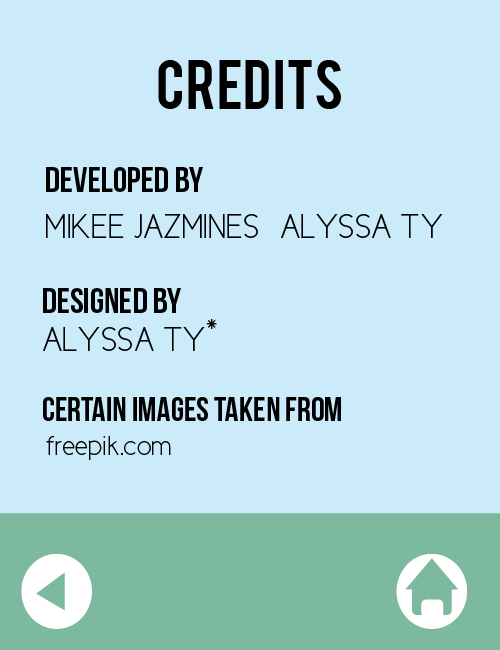 CREDITS
DEVELOPED BY
MIKEE JAZMINES ALYSSA TY
DESIGNED BY
ALYSSA TY*
CERTAIN IMAGES TAKEN FROM
freepik.com